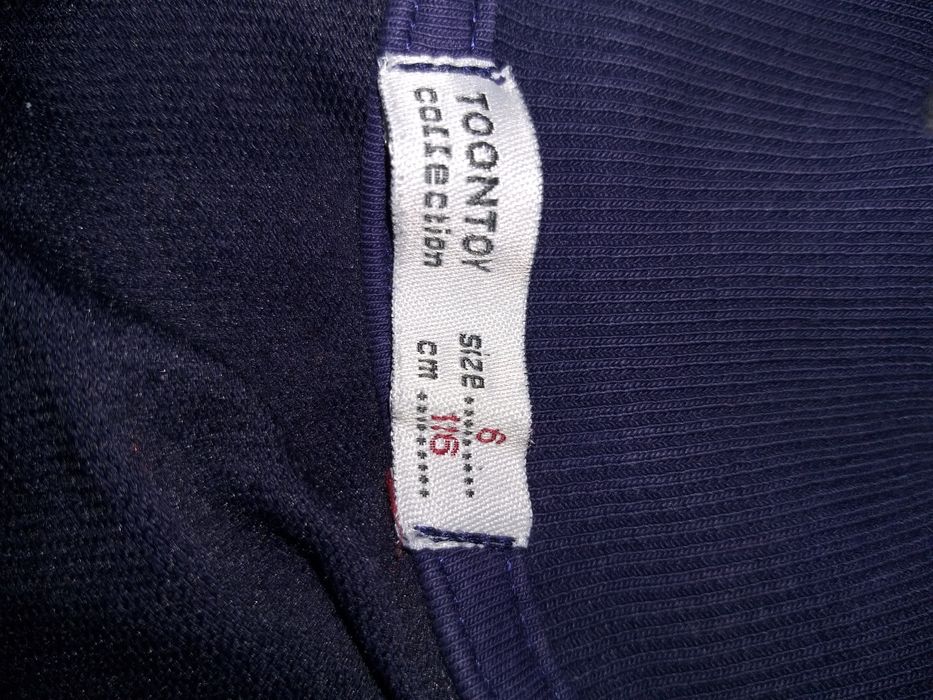 TOONTOY
collection
size 6
cm 116